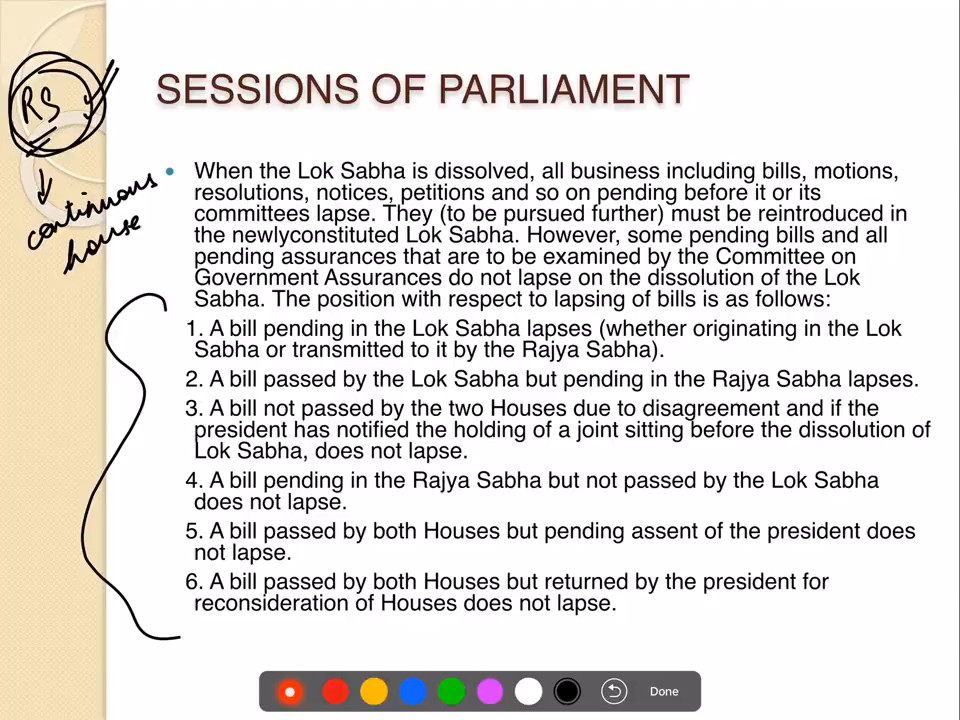 RS
continuous
house
SESSIONS OF PARLIAMENT
• When the Lok Sabha is dissolved, all business including bills, motions,
resolutions, notices, petitions and so on pending before it or its
committees lapse. They (to be pursued further) must be reintroduced in
the newlyconstituted Lok Sabha. However, some pending bills and all
pending assurances that are to be examined by the Committee on
Government Assurances do not lapse on the dissolution of the Lok
Sabha. The position with respect to lapsing of bills is as follows:
1. A bill pending in the Lok Sabha lapses (whether originating in the Lok
Sabha or transmitted to it by the Rajya Sabha).
2. A bill passed by the Lok Sabha but pending in the Rajya Sabha lapses.
3. A bill not passed by the two Houses due to disagreement and if the
president has notified the holding of a joint sitting before the dissolution of
Lok Sabha, does not lapse.
4. A bill pending in the Rajya Sabha but not passed by the Lok Sabha
does not lapse.
5. A bill passed by both Houses but pending assent of the president does
not lapse.
6. A bill passed by both Houses but returned by the president for
reconsideration of Houses does not lapse.
Done